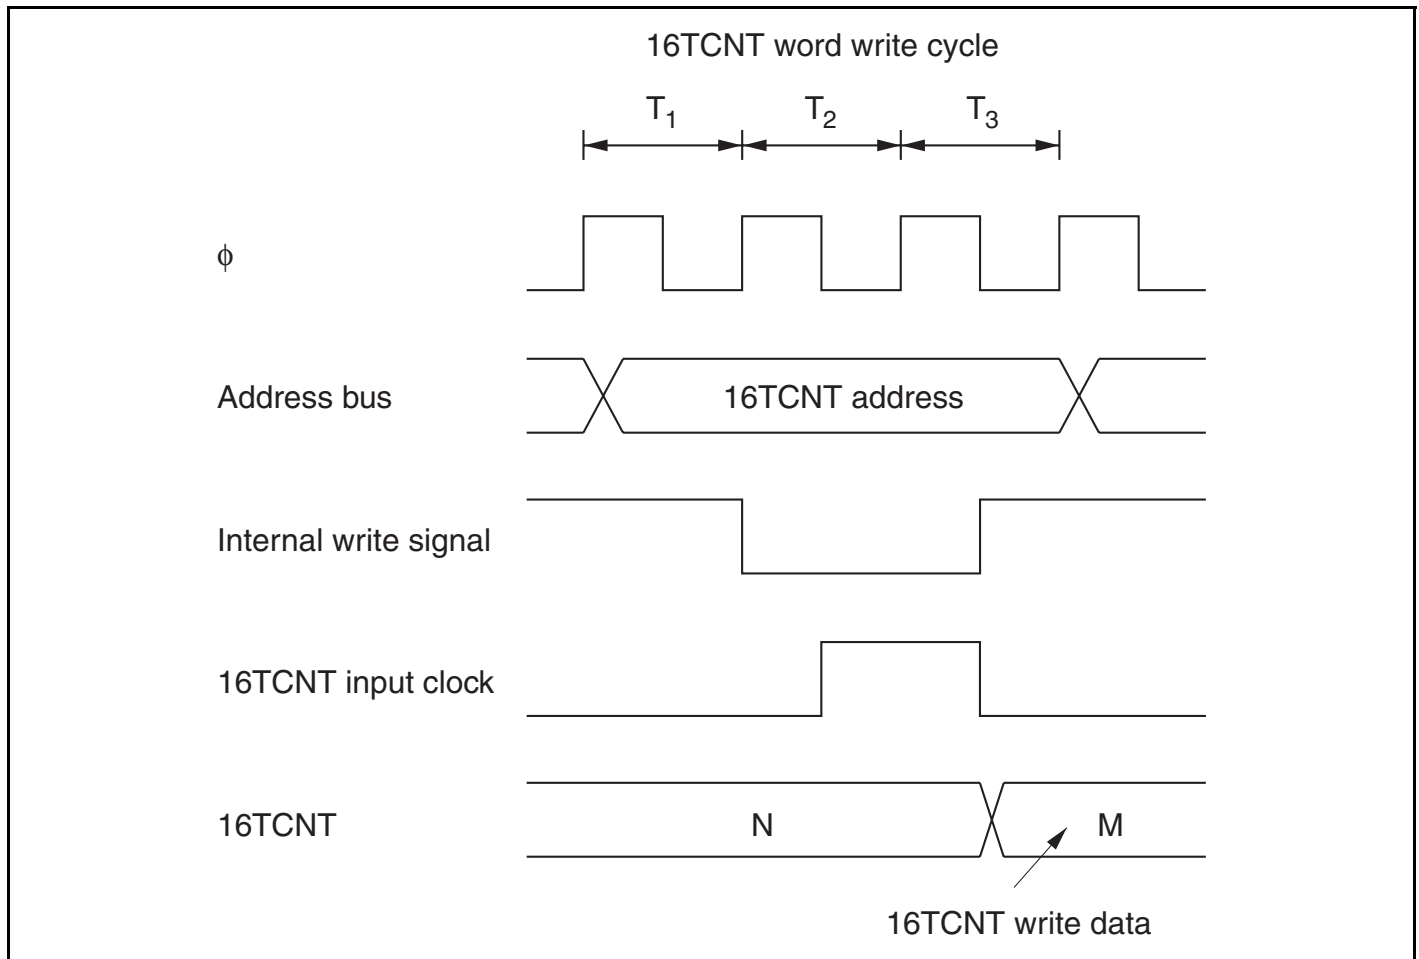 16TCNT word write cycle
T1 T2 T3
ϕ
Address bus 16TCNT address
Internal write signal
16TCNT input clock
16TCNT N M
16TCNT write data